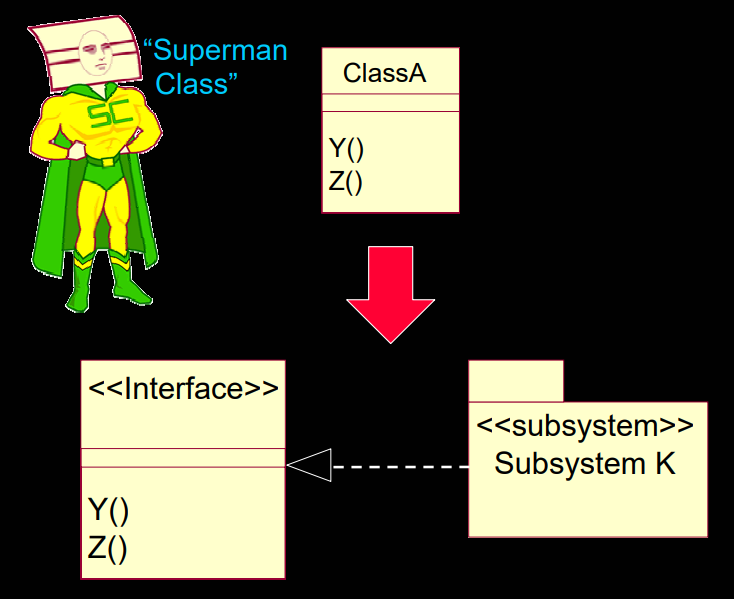 “Superman
Class”
SC
ClassA
Y()
Z()
<<Interface>>
Y()
Z()
<<subsystem>>
Subsystem K